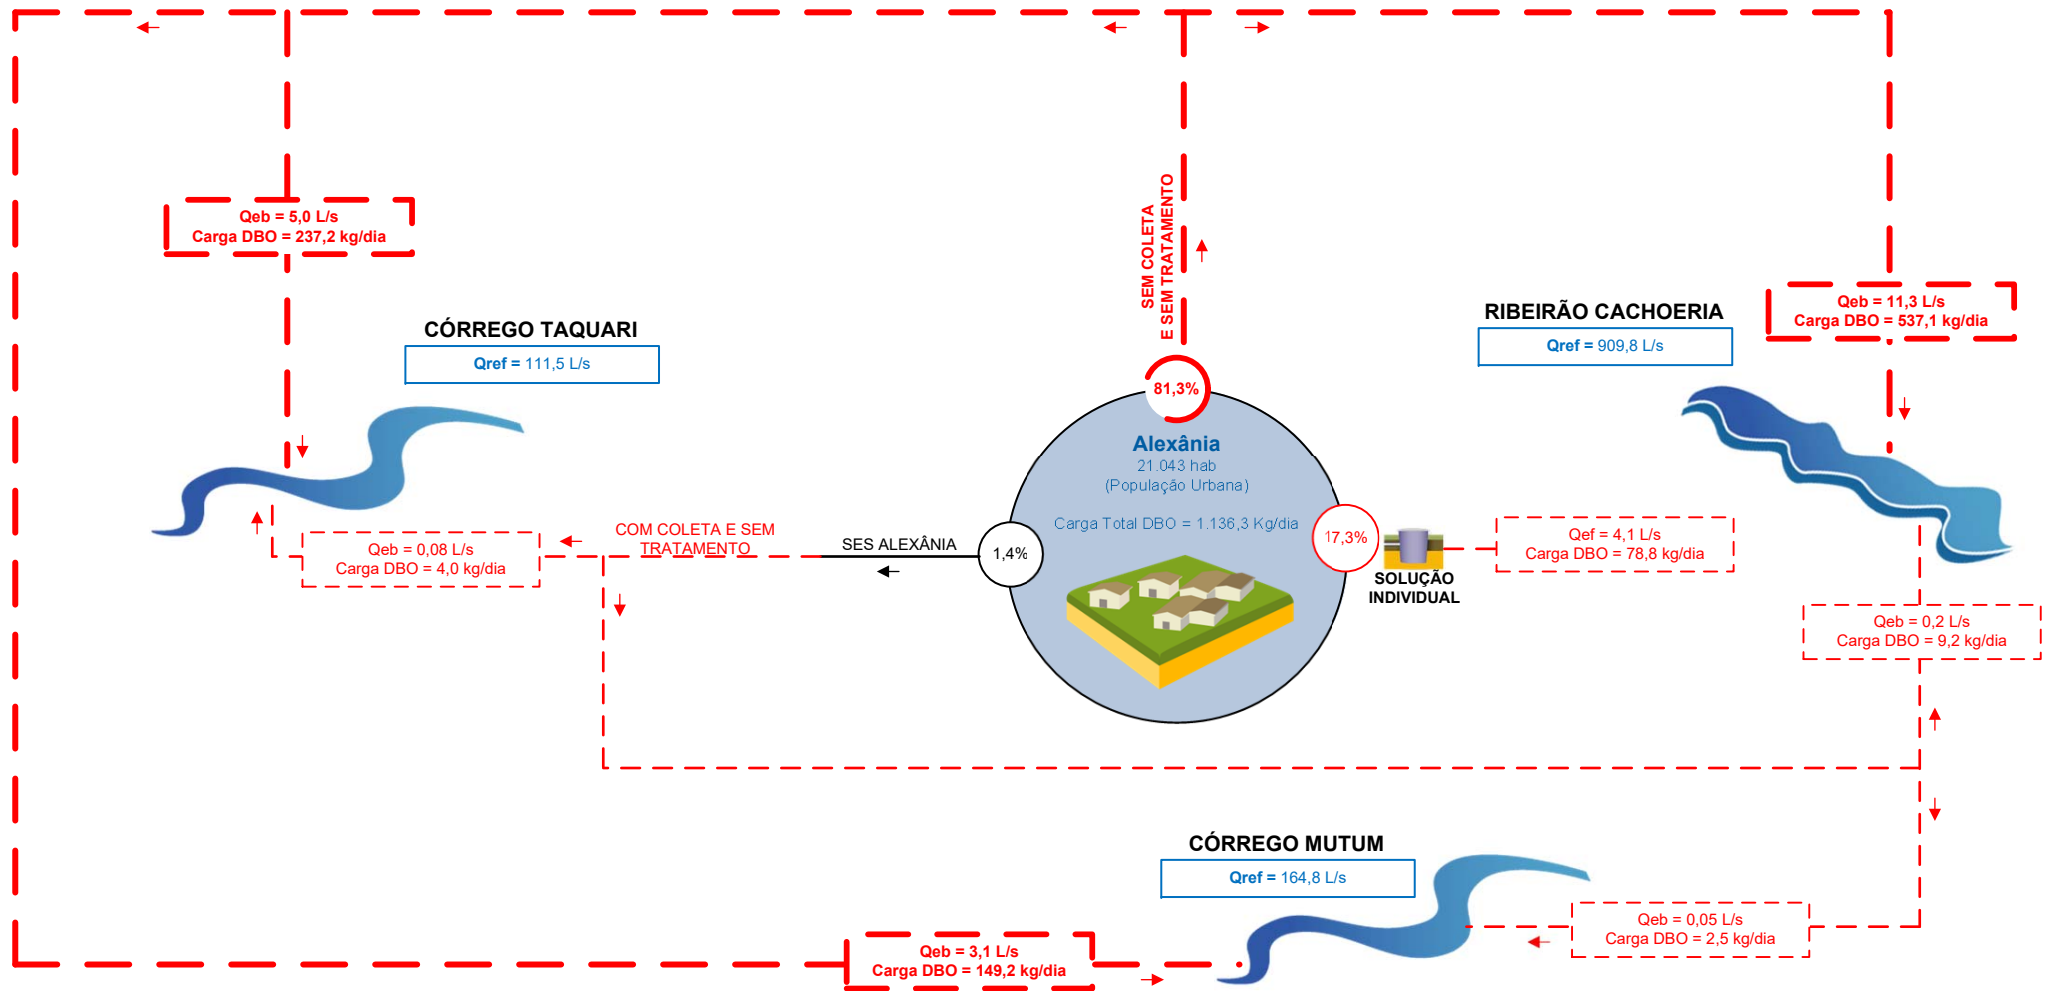 Qeb = 5,0 L/s
Carga DBO = 237,2 kg/dia
SEM COLETA
E SEM TRATAMENTO
RIBEIRÃO CACHOERIA
Qref = 909,8 L/s
Qeb = 11,3 L/s
Carga DBO = 537,1 kg/dia
CÓRREGO TAQUARI
Qref = 111,5 L/s
81,3%
Alexânia
21.043 hab
(População Urbana)
Carga Total DBO = 1.136,3 Kg/dia
17,3%
SOLUÇÃO
INDIVIDUAL
Qef = 4,1 L/s
Carga DBO = 78,8 kg/dia
1,4%
SES ALEXÂNIA
COM COLETA E SEM
TRATAMENTO
Qeb = 0,08 L/s
Carga DBO = 4,0 kg/dia
Qeb = 0,2 L/s
Carga DBO = 9,2 kg/dia
CÓRREGO MUTUM
Qref = 164,8 L/s
Qeb = 0,05 L/s
Carga DBO = 2,5 kg/dia
Qeb = 3,1 L/s
Carga DBO = 149,2 kg/dia